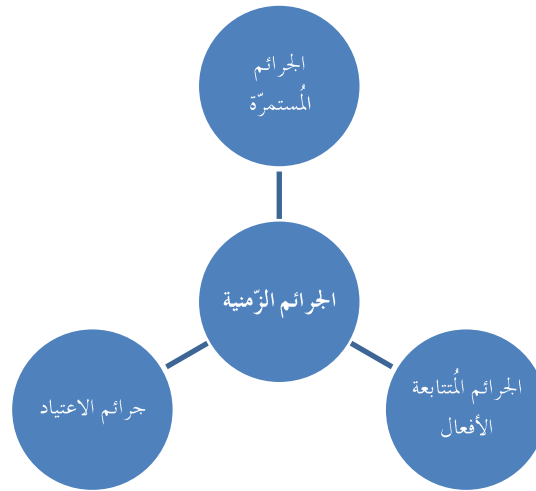 الجرائم
المُستمرّة
الجرائم الزّمنية
الجرائم المُتتابعة
الأفعال
جرائم الاعتياد